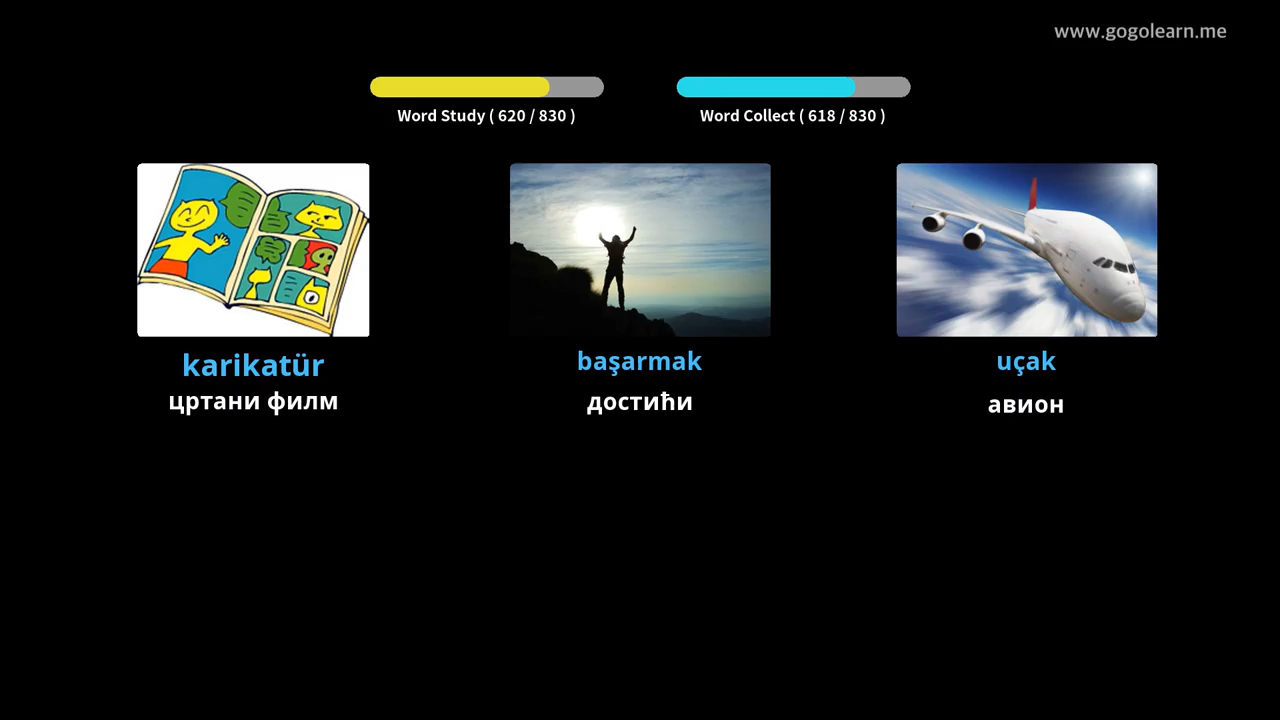 www.gogolearn.me
Word Study ( 620 / 830 )
Word Collect ( 618 / 830 )
karikatür
başarmak
uçak
цртани филм
достићи
авион